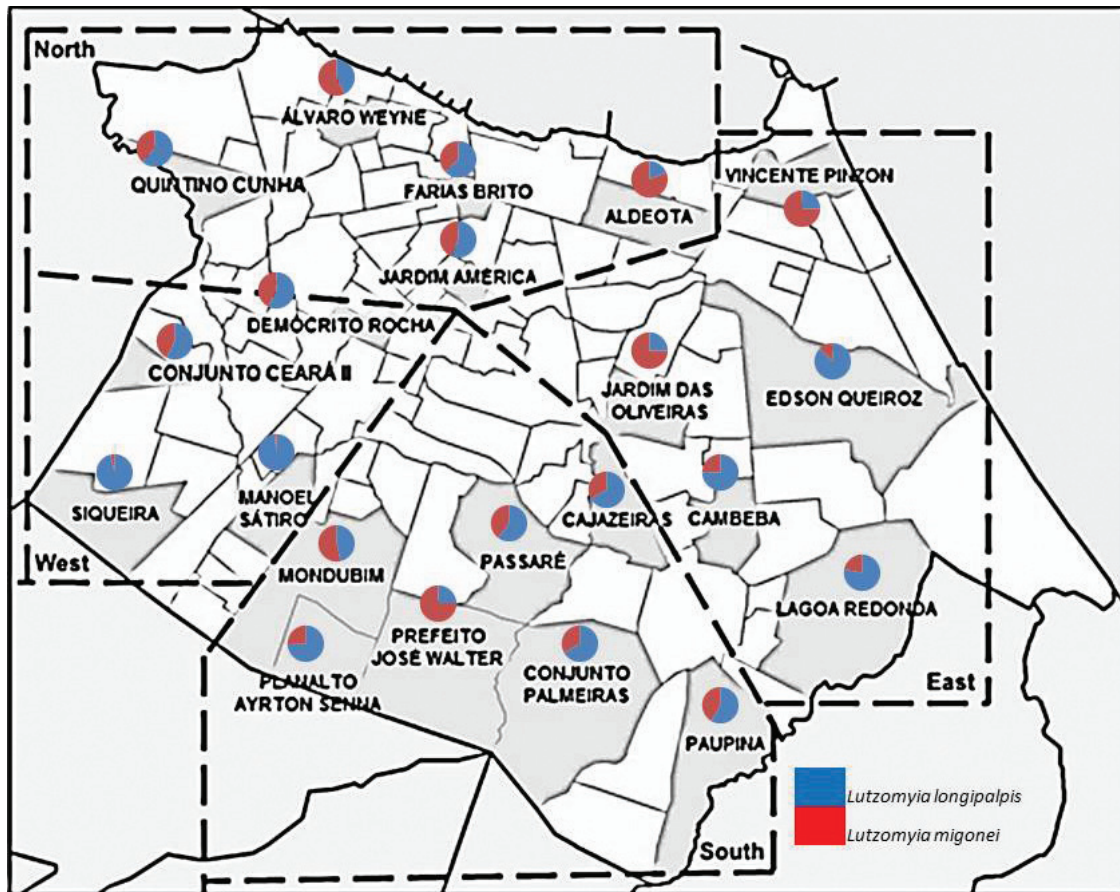 North
ÁLVARO WEYNE
QUINTINO CUNHA
FARIAS BRITO
VINCENTE PINZON
ALDEOTA
JARDIM AMÉRICA
DEMÓCRITO ROCHA
CONJUNTO CEARÁ II
JARDIM DAS
OLIVEIRAS
EDSON QUEIROZ
SIQUEIRA
MANOEL
SÁTIRO
CAJAZEIRAS
CAMBEBA
West
MONDUBIM
PASSARÉ
LAGOA REDONDA
PREFEITO
JOSÉ WALTER
PLANALTO
AYRTON SENNA
CONJUNTO
PALMEIRAS
East
PAUPINA
South
Lutzomyia longipalpis
Lutzomyia migonei